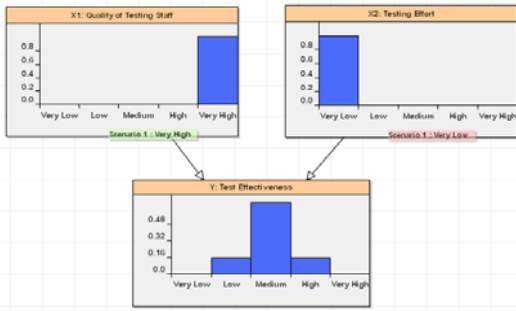 X1: Quality of Testing Staff
0.8
0.6
0.4
0.2
0.0
Very Low Low Medium High Very High
Scenario 1 : Very High
X2: Testing Effort
0.8
0.6
0.4
0.2
0.0
Very Low Low Medium High Very High
Scenario 1 : Very Low
Y: Test Effectiveness
0.48
0.32
0.16
0.0
Very Low Low Medium High Very High